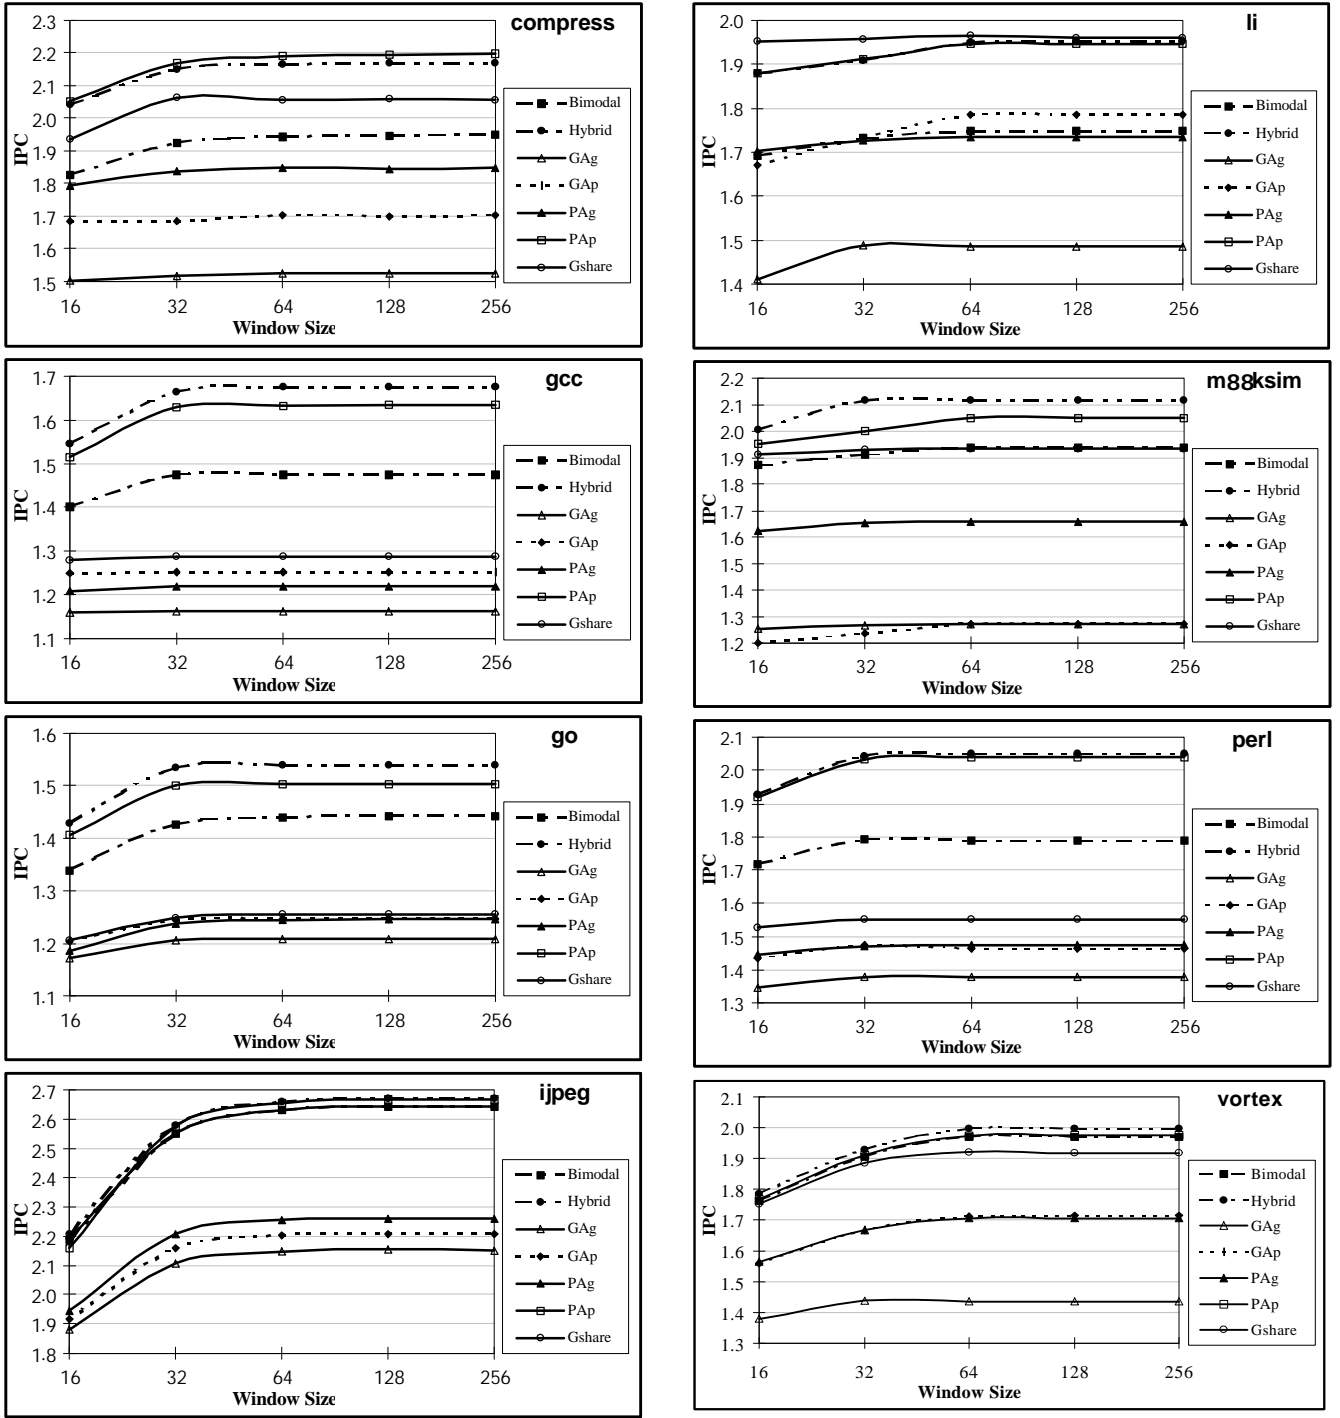 compress
2.3
2.2
2.1
2.0
1.9
1.8
1.7
1.6
1.5
IPC
16 32 64 128 256
Window Size
Bimodal
Hybrid
GAg
GAp
PAg
PAp
Gshare
li
2.0
1.9
1.8
1.7
1.6
1.5
1.4
IPC
16 32 64 128 256
Window Size
Bimodal
Hybrid
GAg
GAp
PAg
PAp
Gshare
gcc
1.7
1.6
1.5
1.4
1.3
1.2
1.1
IPC
16 32 64 128 256
Window Size
Bimodal
Hybrid
GAg
GAp
PAg
PAp
Gshare
m88ksim
2.2
2.1
2.0
1.9
1.8
1.7
1.6
1.5
1.4
1.3
1.2
IPC
16 32 64 128 256
Window Size
Bimodal
Hybrid
GAg
GAp
PAg
PAp
Gshare
go
1.6
1.5
1.4
1.3
1.2
1.1
IPC
16 32 64 128 256
Window Size
Bimodal
Hybrid
GAg
GAp
PAg
PAp
Gshare
perl
2.1
2.0
1.9
1.8
1.7
1.6
1.5
1.4
1.3
IPC
16 32 64 128 256
Window Size
Bimodal
Hybrid
GAg
GAp
PAg
PAp
Gshare
ijpeg
2.7
2.6
2.5
2.4
2.3
2.2
2.1
2.0
1.9
1.8
IPC
16 32 64 128 256
Window Size
Bimodal
Hybrid
GAg
GAp
PAg
PAp
Gshare
vortex
2.1
2.0
1.9
1.8
1.7
1.6
1.5
1.4
1.3
IPC
16 32 64 128 256
Window Size
Bimodal
Hybrid
GAg
GAp
PAg
PAp
Gshare